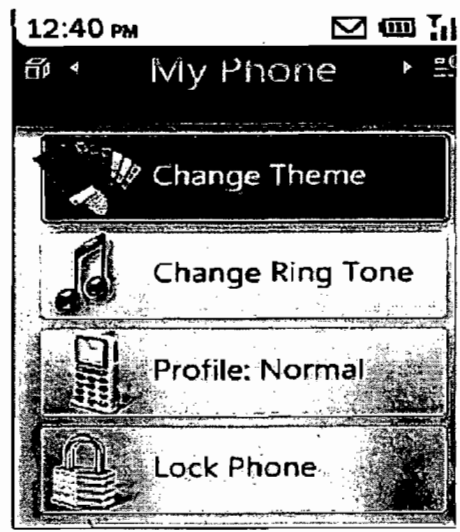 12:40 PM
My Phone
Change Theme
Change Ring Tone
Profile: Normal
Lock Phone